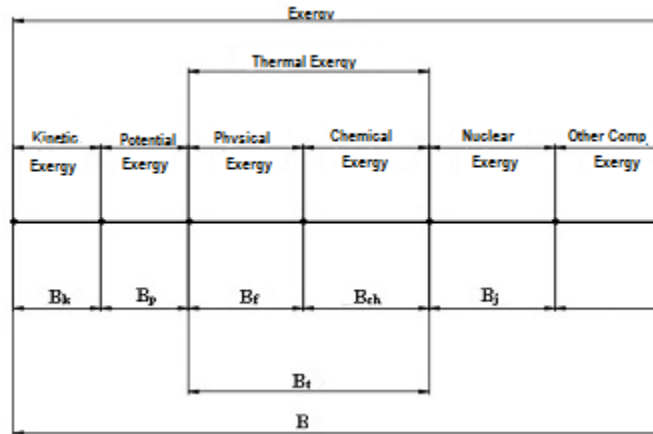 Exergy
Thermal Exergy
Kinetic Potential Physical Chemical Nuclear Other Comp
Exergy Exergy Exergy Exergy Exergy Exergy
Bk Bp Bf Bch Bj
Bt
B